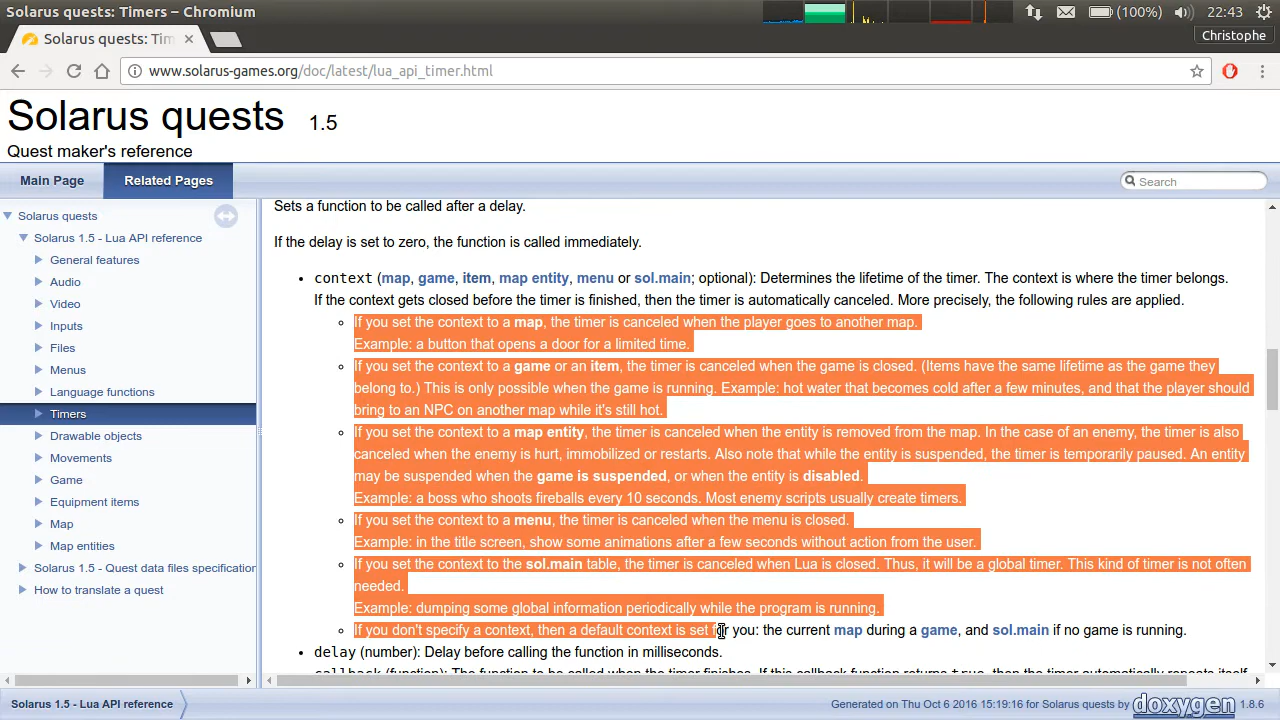 Solarus quests: Timers – Chromium
(100%)
22:43
Solarus quests: Tim
Christophe
www.solarus-games.org/doc/latest/lua_api_timer.html
Solarus quests 1.5
Quest maker's reference
Main Page
Related Pages
Search
Solarus quests
Solarus 1.5 - Lua API reference
General features
Audio
Video
Inputs
Files
Menus
Language functions
Timers
Drawable objects
Movements
Game
Equipment items
Map
Map entities
Solarus 1.5 - Quest data files specification
How to translate a quest
Sets a function to be called after a delay.
If the delay is set to zero, the function is called immediately.
• context (map, game, item, map entity, menu or sol.main; optional): Determines the lifetime of the timer. The context is where the timer belongs.
If the context gets closed before the timer is finished, then the timer is automatically canceled. More precisely, the following rules are applied.
If you set the context to a map, the timer is canceled when the player goes to another map.
Example: a button that opens a door for a limited time.
If you set the context to a game or an item, the timer is canceled when the game is closed. (Items have the same lifetime as the game they
belong to.) This is only possible when the game is running. Example: hot water that becomes cold after a few minutes, and that the player should
bring to an NPC on another map while it's still hot.
If you set the context to a map entity, the timer is canceled when the entity is removed from the map. In the case of an enemy, the timer is also
canceled when the enemy is hurt, immobilized or restarts. Also note that while the entity is suspended, the timer is temporarily paused. An entity
may be suspended when the game is suspended, or when the entity is disabled.
Example: a boss who shoots fireballs every 10 seconds. Most enemy scripts usually create timers.
If you set the context to a menu, the timer is canceled when the menu is closed.
Example: in the title screen, show some animations after a few seconds without action from the user.
If you set the context to the sol.main table, the timer is canceled when Lua is closed. Thus, it will be a global timer. This kind of timer is not often
needed.
Example: dumping some global information periodically while the program is running.
If you don't specify a context, then a default context is set for you: the current map during a game, and sol.main if no game is running.
• delay (number): Delay before calling the function in milliseconds.
callback (function): The function to be called when the timer finishes. If this callback function returns true, then the timer automatically repeats itself
Solarus 1.5 - Lua API reference
Generated on Thu Oct 6 2016 15:19:16 for Solarus quests by doxygen 1.8.6